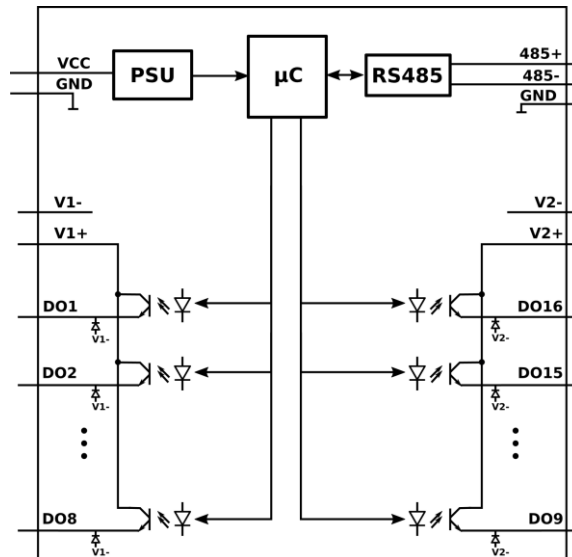 VCC
GND
PSU
µC
RS485
485+
485-
GND
V1-
V1+
V2-
V2+
DO1
V1-
DO16
V2-
DO2
V1-
DO15
V2-
DO8
V1-
DO9
V2-